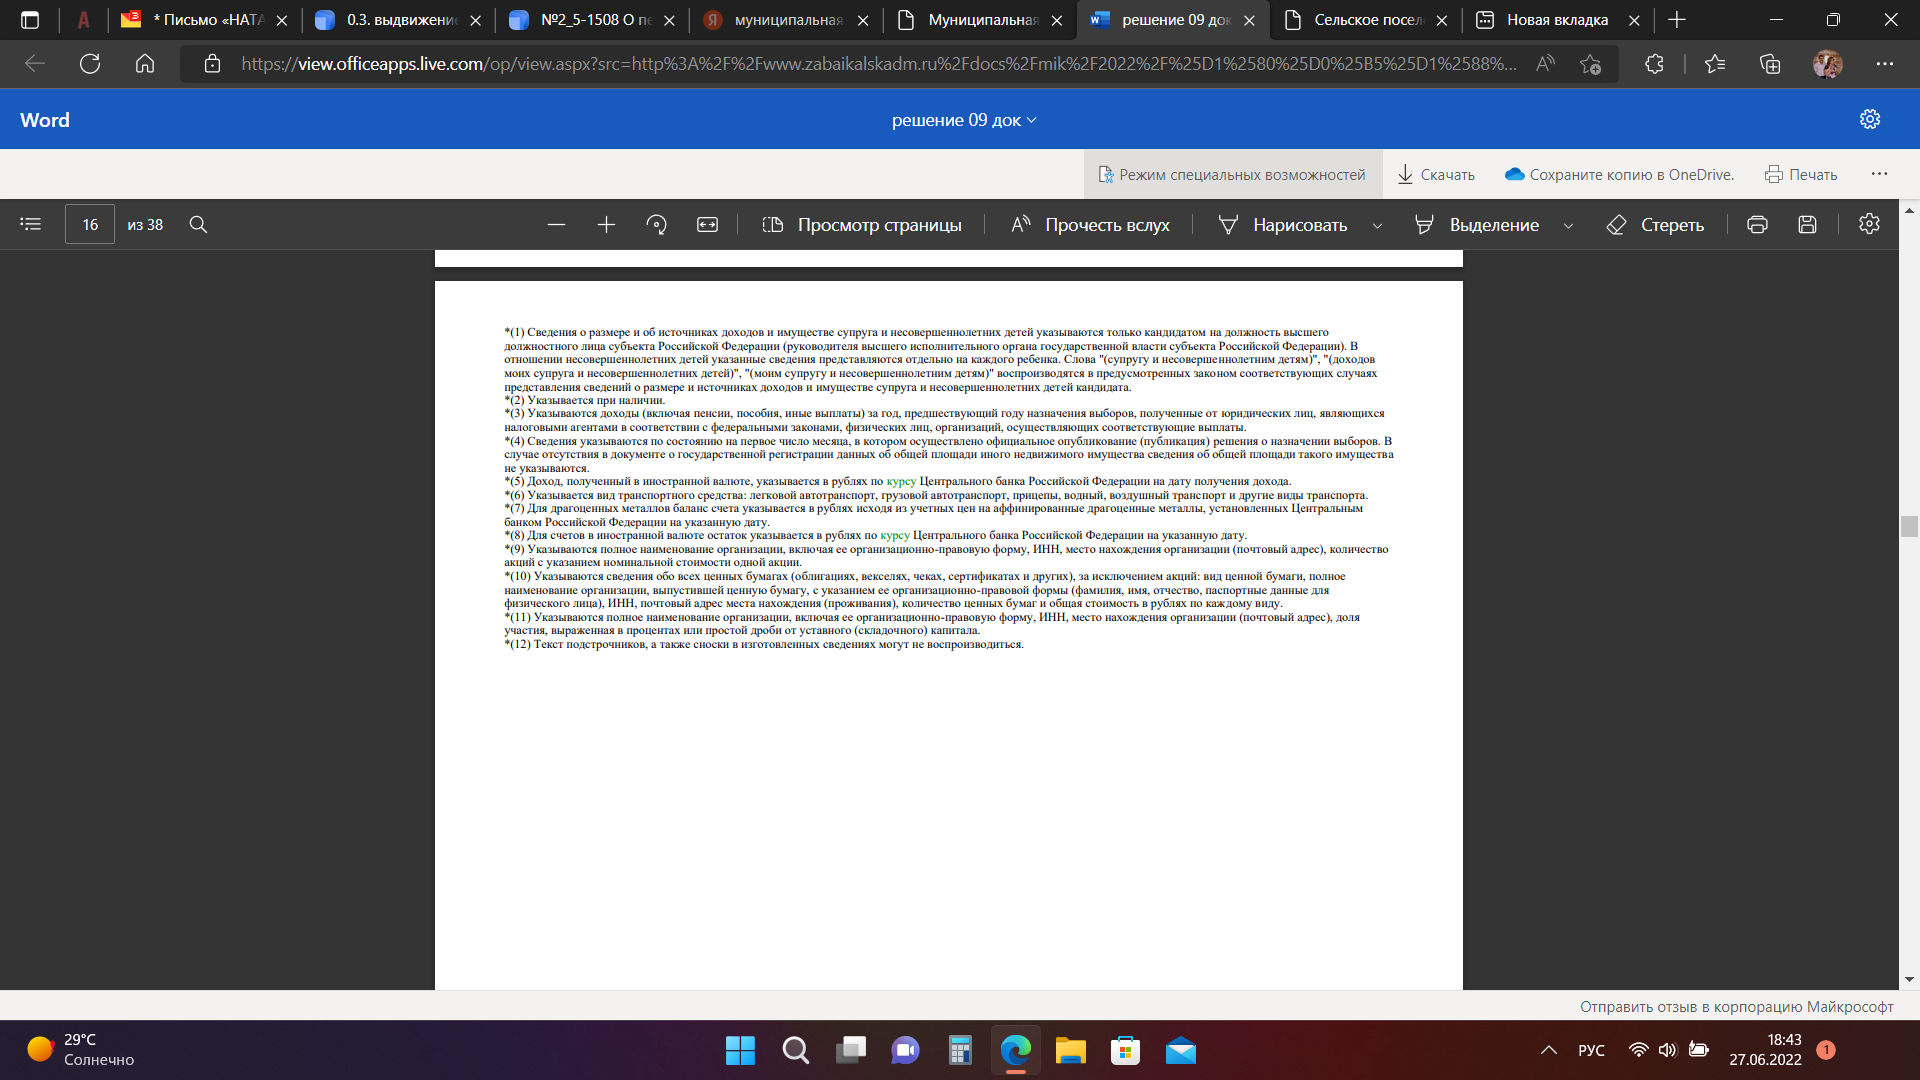 * Письмо «НАТА
0.3. выдвижение
№2_5-1508 О пе
муниципальная
Муниципальная
решение 09 док
Сельское посел
Новая вкладка
https://view.officeapps.live.com/op/view.aspx?src=http%3A%2F%2Fwww.zabaikalskadm.ru%2Fdocs%2Fmik%2F2022%2F%25D1%2580%25D0%25B5%25D1%2588%...
Word
решение 09 док
Режим специальных возможностей
Скачать
Сохраните копию в OneDrive.
Печать
16 из 38
Просмотр страницы
Прочесть вслух
Нарисовать
Выделение
Стереть
*(1) Сведения о размере и об источниках доходов и имуществе супруга и несовершеннолетних детей указываются только кандидатом на должность высшего
должностного лица субъекта Российской Федерации (руководителя высшего исполнительного органа государственной власти субъекта Российской Федерации). В
отношении несовершеннолетних детей указанные сведения представляются отдельно на каждого ребенка. Слова "(супругу и несовершеннолетним детям)", "(доходов
моих супруга и несовершеннолетних детей)", "(моим супругу и несовершеннолетним детям)" воспроизводятся в предусмотренных законом соответствующих случаях
представления сведений о размере и источниках доходов и имуществе супруга и несовершеннолетних детей кандидата.
*(2) Указывается при наличии.
*(3) Указываются доходы (включая пенсии, пособия, иные выплаты) за год, предшествующий году назначения выборов, полученные от юридических лиц, являющихся
налоговыми агентами в соответствии с федеральными законами, физических лиц, организаций, осуществляющих соответствующие выплаты.
*(4) Сведения указываются по состоянию на первое число месяца, в котором осуществлено официальное опубликование (публикация) решения о назначении выборов. В
случае отсутствия в документе о государственной регистрации данных об общей площади иного недвижимого имущества сведения об общей площади такого имущества
не указываются.
*(5) Доход, полученный в иностранной валюте, указывается в рублях по курсу Центрального банка Российской Федерации на дату получения дохода.
*(6) Указывается вид транспортного средства: легковой автотранспорт, грузовой автотранспорт, прицепы, водный, воздушный транспорт и другие виды транспорта.
*(7) Для драгоценных металлов баланс счета указывается в рублях исходя из учетных цен на аффинированные драгоценные металлы, установленных Центральным
банком Российской Федерации на указанную дату.
*(8) Для счетов в иностранной валюте остаток указывается в рублях по курсу Центрального банка Российской Федерации на указанную дату.
*(9) Указываются полное наименование организации, включая ее организационно-правовую форму, ИНН, место нахождения организации (почтовый адрес), количество
акций с указанием номинальной стоимости одной акции.
*(10) Указываются сведения обо всех ценных бумагах (облигациях, векселях, чеках, сертификатах и других), за исключением акций: вид ценной бумаги, полное
наименование организации, выпустившей ценную бумагу, с указанием ее организационно-правовой формы (фамилия, имя, отчество, паспортные данные для
физического лица), ИНН, почтовый адрес места нахождения (проживания), количество ценных бумаг и общая стоимость в рублях по каждому виду.
*(11) Указываются полное наименование организации, включая ее организационно-правовую форму, ИНН, место нахождения организации (почтовый адрес), доля
участия, выраженная в процентах или простой дроби от уставного (складочного) капитала.
*(12) Текст подстрочников, а также сноски в изготовленных сведениях могут не воспроизводиться.
Отправить отзыв в корпорацию Майкрософт
29°C
Солнечно
РУС
18:43
27.06.2022
1